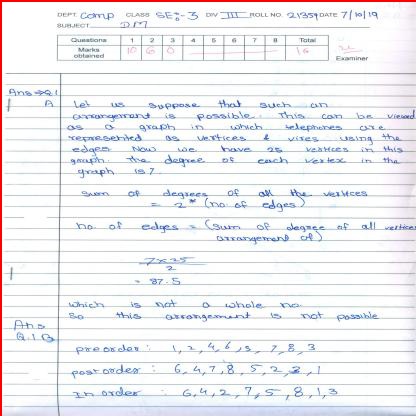 DEPT. Comp CLASS SE:-3 DIV III ROLL NO. 21359 DATE 7/10/19
SUBJECT DM
Questions 1 2 3 4 5 6 7 8 Total
Marks obtained 10 6 0 16
Examiner
Ans → Q.1
A Let us suppose that such an
arrangement is possible. This can be viewed
as a graph in which telephones are
represented as vertices & vires using the
edges Now we have 25 vertices in this
graph. The degree of each vertex in the
graph is 7.
Sum of degrees of all the vertices
= 2* (no. of edges)
no. of edges = (sum of degree of all vertices
arrangement of)
7 x 25
2
= 87.5
which is not a whole no.
So this arrangement is not possible
Ans
Q.1 B
preorder : 1, 2, 4, 6, 5, 7, 8, 3
postorder : 6, 4, 7, 8, 5, 2, 3, 1
In order : 6, 4, 2, 7, 5, 8, 1, 3